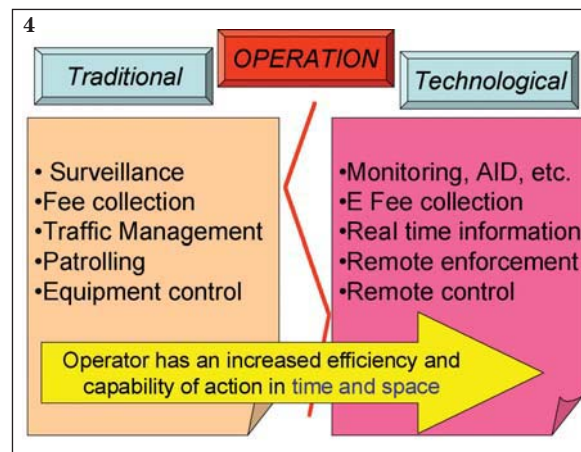 4
OPERATION
Traditional
Technological
• Surveillance
•Fee collection
•Traffic Management
•Patrolling
•Equipment control
•Monitoring, AID, etc.
•E Fee collection
•Real time information
•Remote enforcement
•Remote control
Operator has an increased efficiency and
capability of action in time and space